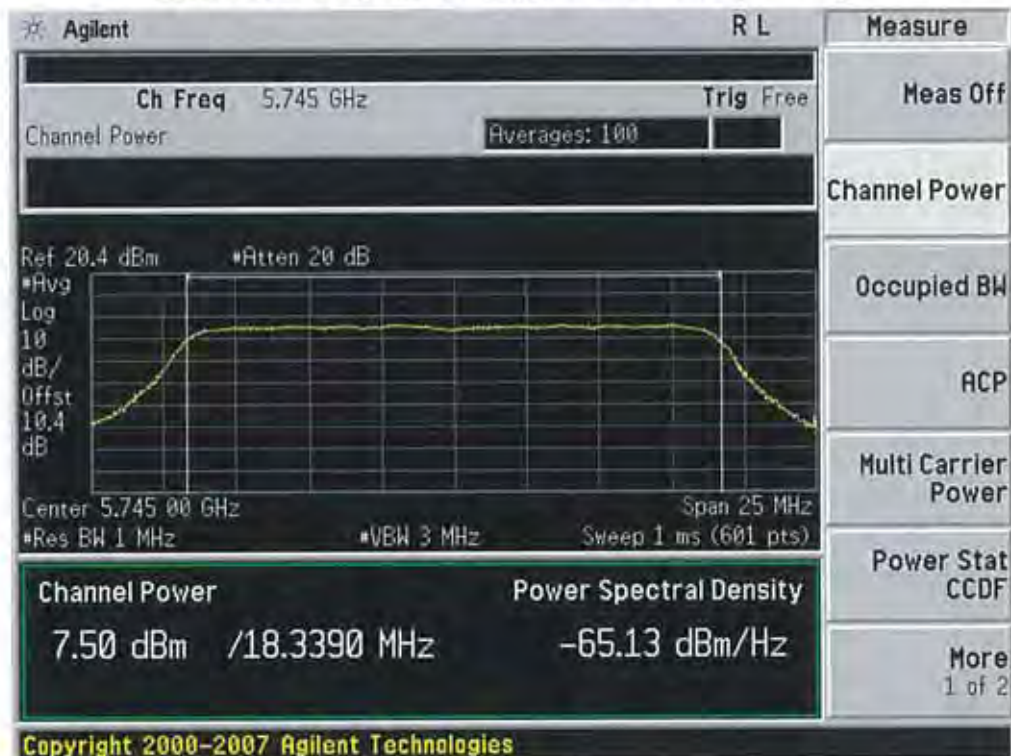 Agilent
R L
Measure
Ch Freq 5.745 GHz
Trig Free
Channel Power
Averages: 100
Meas Off
Channel Power
Occupied BW
ACP
Multi Carrier
Power
Power Stat
CCDF
More
1 of 2
Ref 20.4 dBm
*Atten 20 dB
*Avg
Log
10
dB/
Offst
10.4
dB
Center 5.745 00 GHz
Span 25 MHz
*Res BW 1 MHz
*VBW 3 MHz
Sweep 1 ms (601 pts)
Channel Power
Power Spectral Density
7.50 dBm /18.3390 MHz
-65.13 dBm/Hz
Copyright 2000-2007 Agilent Technologies